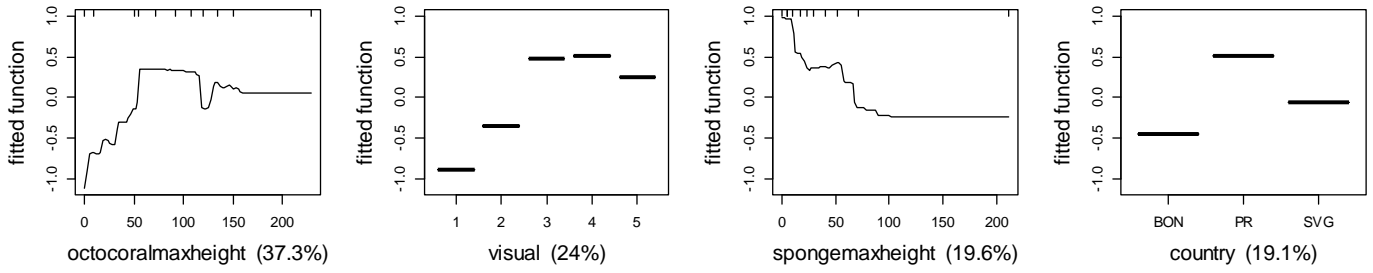 fitted function
1.0
0.5
0.0
-0.5
-1.0
0 50 100 150 200
octocoralmaxheight (37.3%)
fitted function
1.0
0.5
0.0
-0.5
-1.0
1 2 3 4 5
visual (24%)
fitted function
1.0
0.5
0.0
-0.5
-1.0
0 50 100 150 200
spongemaxheight (19.6%)
fitted function
1.0
0.5
0.0
-0.5
-1.0
BON PR SVG
country (19.1%)